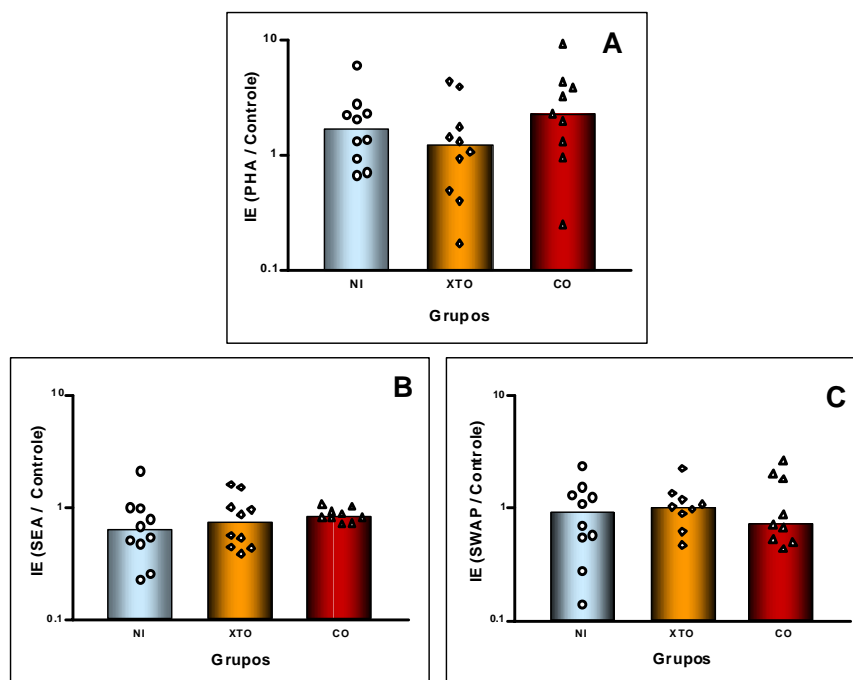 A
IE (PHA / Controle)
10
1
0.1
NI XTO CO
Grupos
B
IE (SEA / Controle)
10
1
0.1
NI XTO CO
Grupos
C
IE (SWAP / Controle)
10
1
0.1
NI XTO CO
Grupos